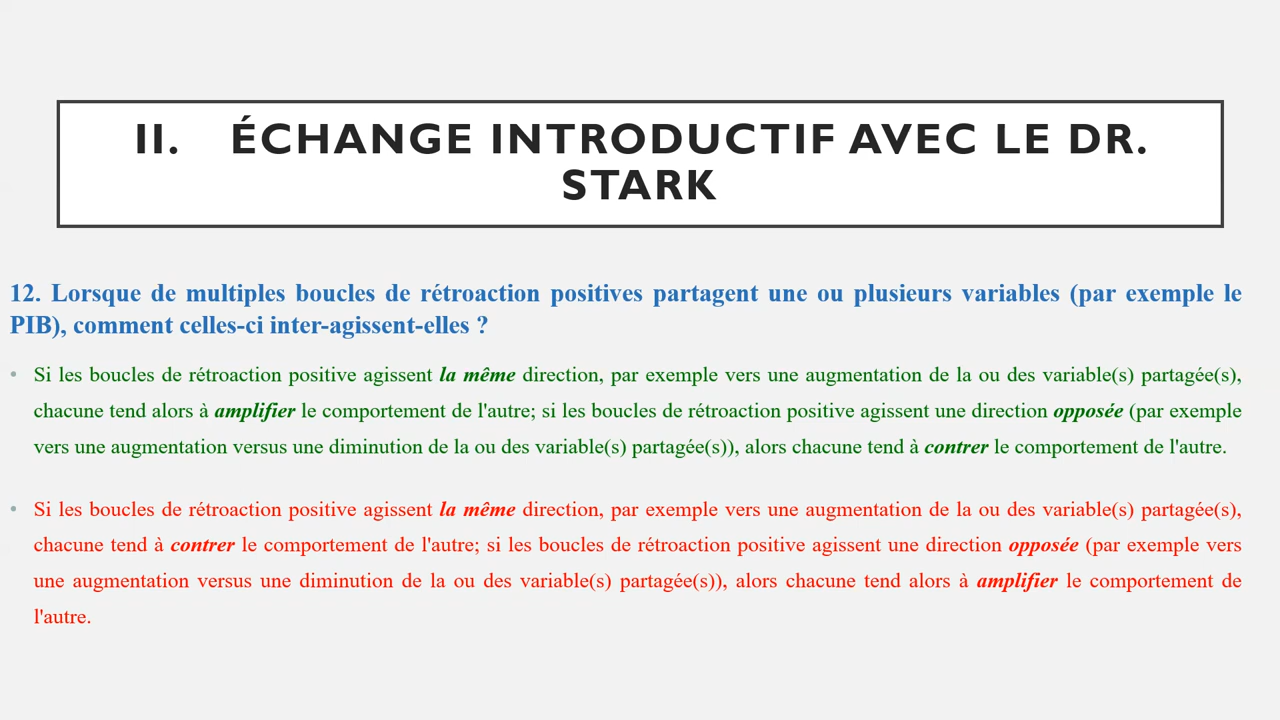 II. ÉCHANGE INTRODUCTIF AVEC LE DR.
STARK
12. Lorsque de multiples boucles de rétroaction positives partagent une ou plusieurs variables (par exemple le
PIB), comment celles-ci inter-agissent-elles ?
• Si les boucles de rétroaction positive agissent la même direction, par exemple vers une augmentation de la ou des variable(s) partagée(s),
chacune tend alors à amplifier le comportement de l'autre; si les boucles de rétroaction positive agissent une direction opposée (par exemple
vers une augmentation versus une diminution de la ou des variable(s) partagée(s)), alors chacune tend à contrer le comportement de l'autre.
• Si les boucles de rétroaction positive agissent la même direction, par exemple vers une augmentation de la ou des variable(s) partagée(s),
chacune tend à contrer le comportement de l'autre; si les boucles de rétroaction positive agissent une direction opposée (par exemple vers
une augmentation versus une diminution de la ou des variable(s) partagée(s)), alors chacune tend alors à amplifier le comportement de
l'autre.